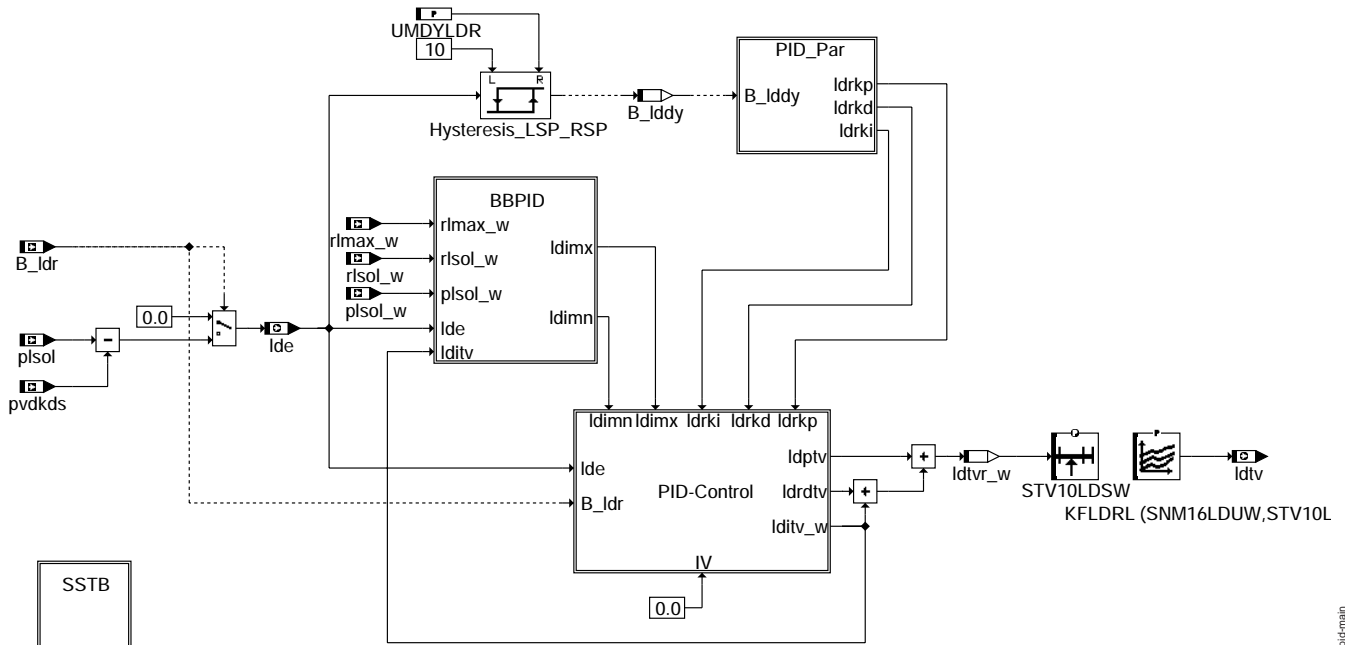 UMDYLDR
10
P
L R
Hysteresis_LSP_RSP
B_lddy
PID_Par
B_lddy
ldrkp
ldrkd
ldrki
BBPID
rlmax_w
rlmax_w
rlsol_w
rlsol_w
plsol_w
plsol_w
lde
lditv
ldimx
ldimn
B_ldr
0.0
plsol
pvdkds
lde
ldimn ldimx ldrki ldrkd ldrkp
lde
B_ldr
PID-Control
IV
ldptv
ldrdtv
lditv_w
0.0
ldtvr_w
STV10LDSW
P
KFLDRL (SNM16LDUW,STV10L
ldtv
SSTB
pid-main